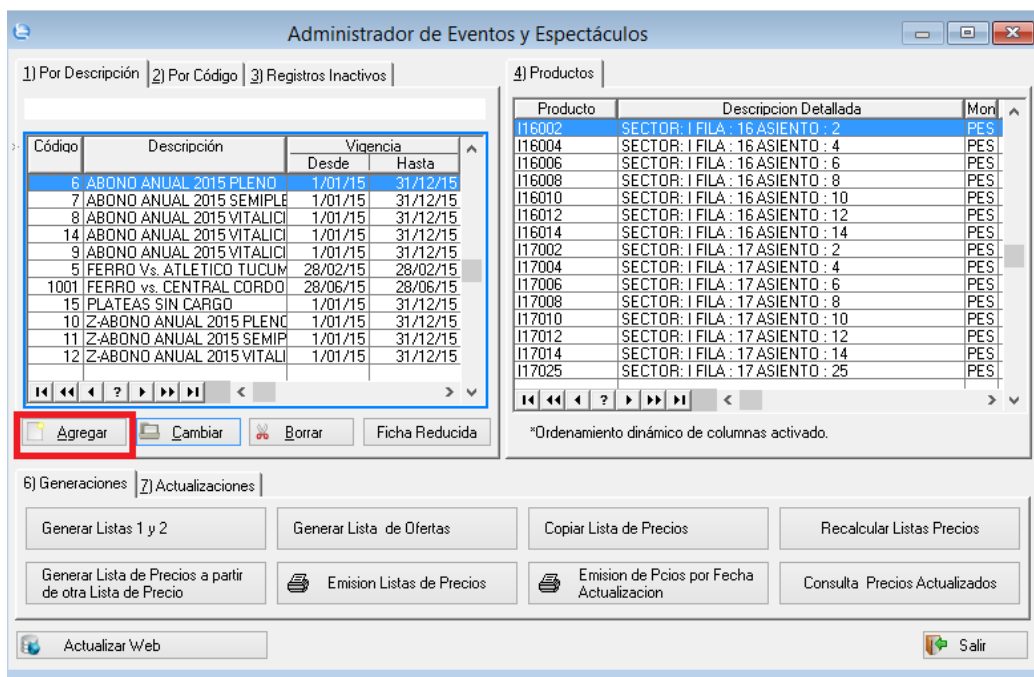 Administrador de Eventos y Espectáculos
1) Por Descripción 2) Por Código 3) Registros Inactivos
Código Descripción Vigencia
Desde Hasta
6 ABONO ANUAL 2015 PLENO 1/01/15 31/12/15
7 ABONO ANUAL 2015 SEMIPLE 1/01/15 31/12/15
8 ABONO ANUAL 2015 VITALICI 1/01/15 31/12/15
14 ABONO ANUAL 2015 VITALICI 1/01/15 31/12/15
9 ABONO ANUAL 2015 VITALICI 1/01/15 31/12/15
5 FERRO Vs. ATLETICO TUCUM 28/02/15 28/02/15
1001 FERRO vs. CENTRAL CORDO 28/06/15 28/06/15
15 PLATEAS SIN CARGO 1/01/15 31/12/15
10 Z-ABONO ANUAL 2015 PLENO 1/01/15 31/12/15
11 Z-ABONO ANUAL 2015 SEMIP 1/01/15 31/12/15
12 Z-ABONO ANUAL 2015 VITALI 1/01/15 31/12/15
?
Agregar Cambiar Borrar Ficha Reducida
4) Productos
Producto Descripcion Detallada Mon
I16002 SECTOR: I FILA : 16 ASIENTO : 2 PES
I16004 SECTOR: I FILA : 16 ASIENTO : 4 PES
I16006 SECTOR: I FILA : 16 ASIENTO : 6 PES
I16008 SECTOR: I FILA : 16 ASIENTO : 8 PES
I16010 SECTOR: I FILA : 16 ASIENTO : 10 PES
I16012 SECTOR: I FILA : 16 ASIENTO : 12 PES
I16014 SECTOR: I FILA : 16 ASIENTO : 14 PES
I17002 SECTOR: I FILA : 17 ASIENTO : 2 PES
I17004 SECTOR: I FILA : 17 ASIENTO : 4 PES
I17006 SECTOR: I FILA : 17 ASIENTO : 6 PES
I17008 SECTOR: I FILA : 17 ASIENTO : 8 PES
I17010 SECTOR: I FILA : 17 ASIENTO : 10 PES
I17012 SECTOR: I FILA : 17 ASIENTO : 12 PES
I17014 SECTOR: I FILA : 17 ASIENTO : 14 PES
I17025 SECTOR: I FILA : 17 ASIENTO : 25 PES
?
*Ordenamiento dinámico de columnas activado.
6) Generaciones 7) Actualizaciones
Generar Listas 1 y 2
Generar Lista de Ofertas
Copiar Lista de Precios
Recalcular Listas Precios
Generar Lista de Precios a partir
de otra Lista de Precio
Emision Listas de Precios
Emision de Pcios por Fecha
Actualizacion
Consulta Precios Actualizados
Actualizar Web
Salir